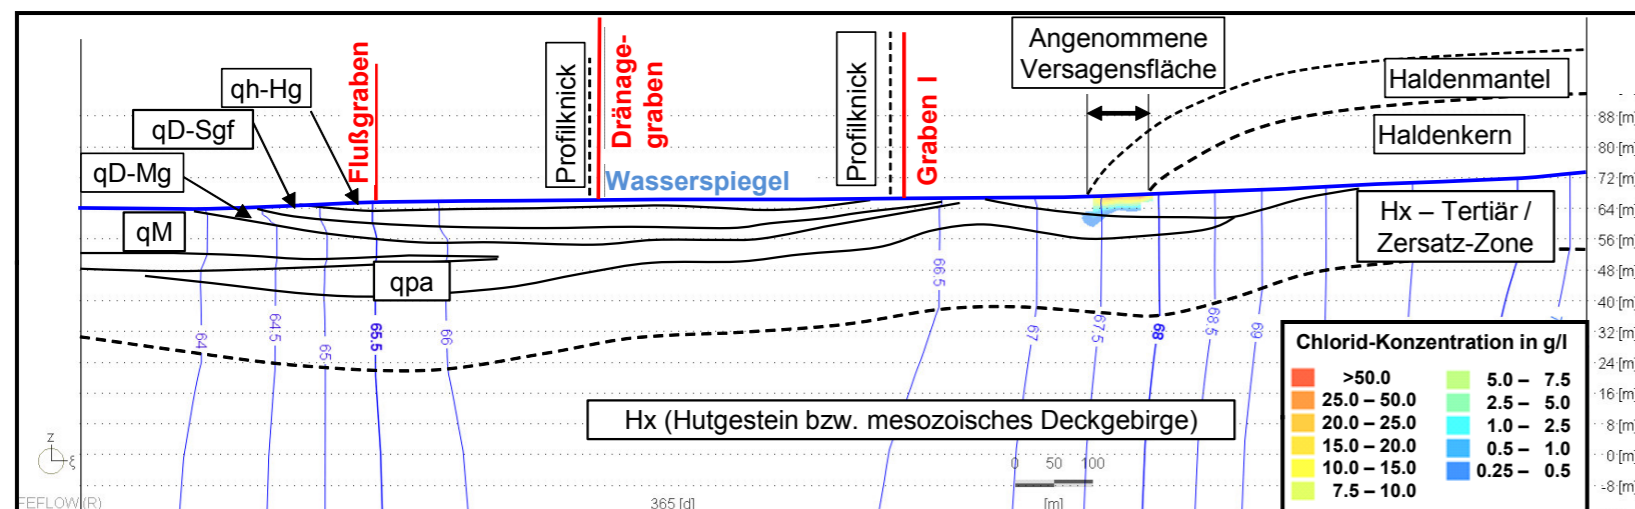 Angenommene
Versagensfläche
Haldenmantel
Haldenkern
Profilknick
Dränage-
graben
Profilknick
Graben I
Flußgraben
qh-Hg
qD-Sgf
qD-Mg
qM
qpa
Wasserspiegel
Hx – Tertiär /
Zersatz-Zone
Hx (Hutgestein bzw. mesozoisches Deckgebirge)
88 [m]
80 [m]
72 [m]
64 [m]
56 [m]
48 [m]
40 [m]
32 [m]
24 [m]
16 [m]
8 [m]
0 [m]
-8 [m]
64
64.5
65
65.5
66
66.5
67
67.5
68
68.5
69
Chlorid-Konzentration in g/l
>50.0
25.0 – 50.0
20.0 – 25.0
15.0 – 20.0
10.0 – 15.0
7.5 – 10.0
5.0 – 7.5
2.5 – 5.0
1.0 – 2.5
0.5 – 1.0
0.25 – 0.5
z
ξ
0 50 100
[m]
365 [d]
FEFLOW (R)